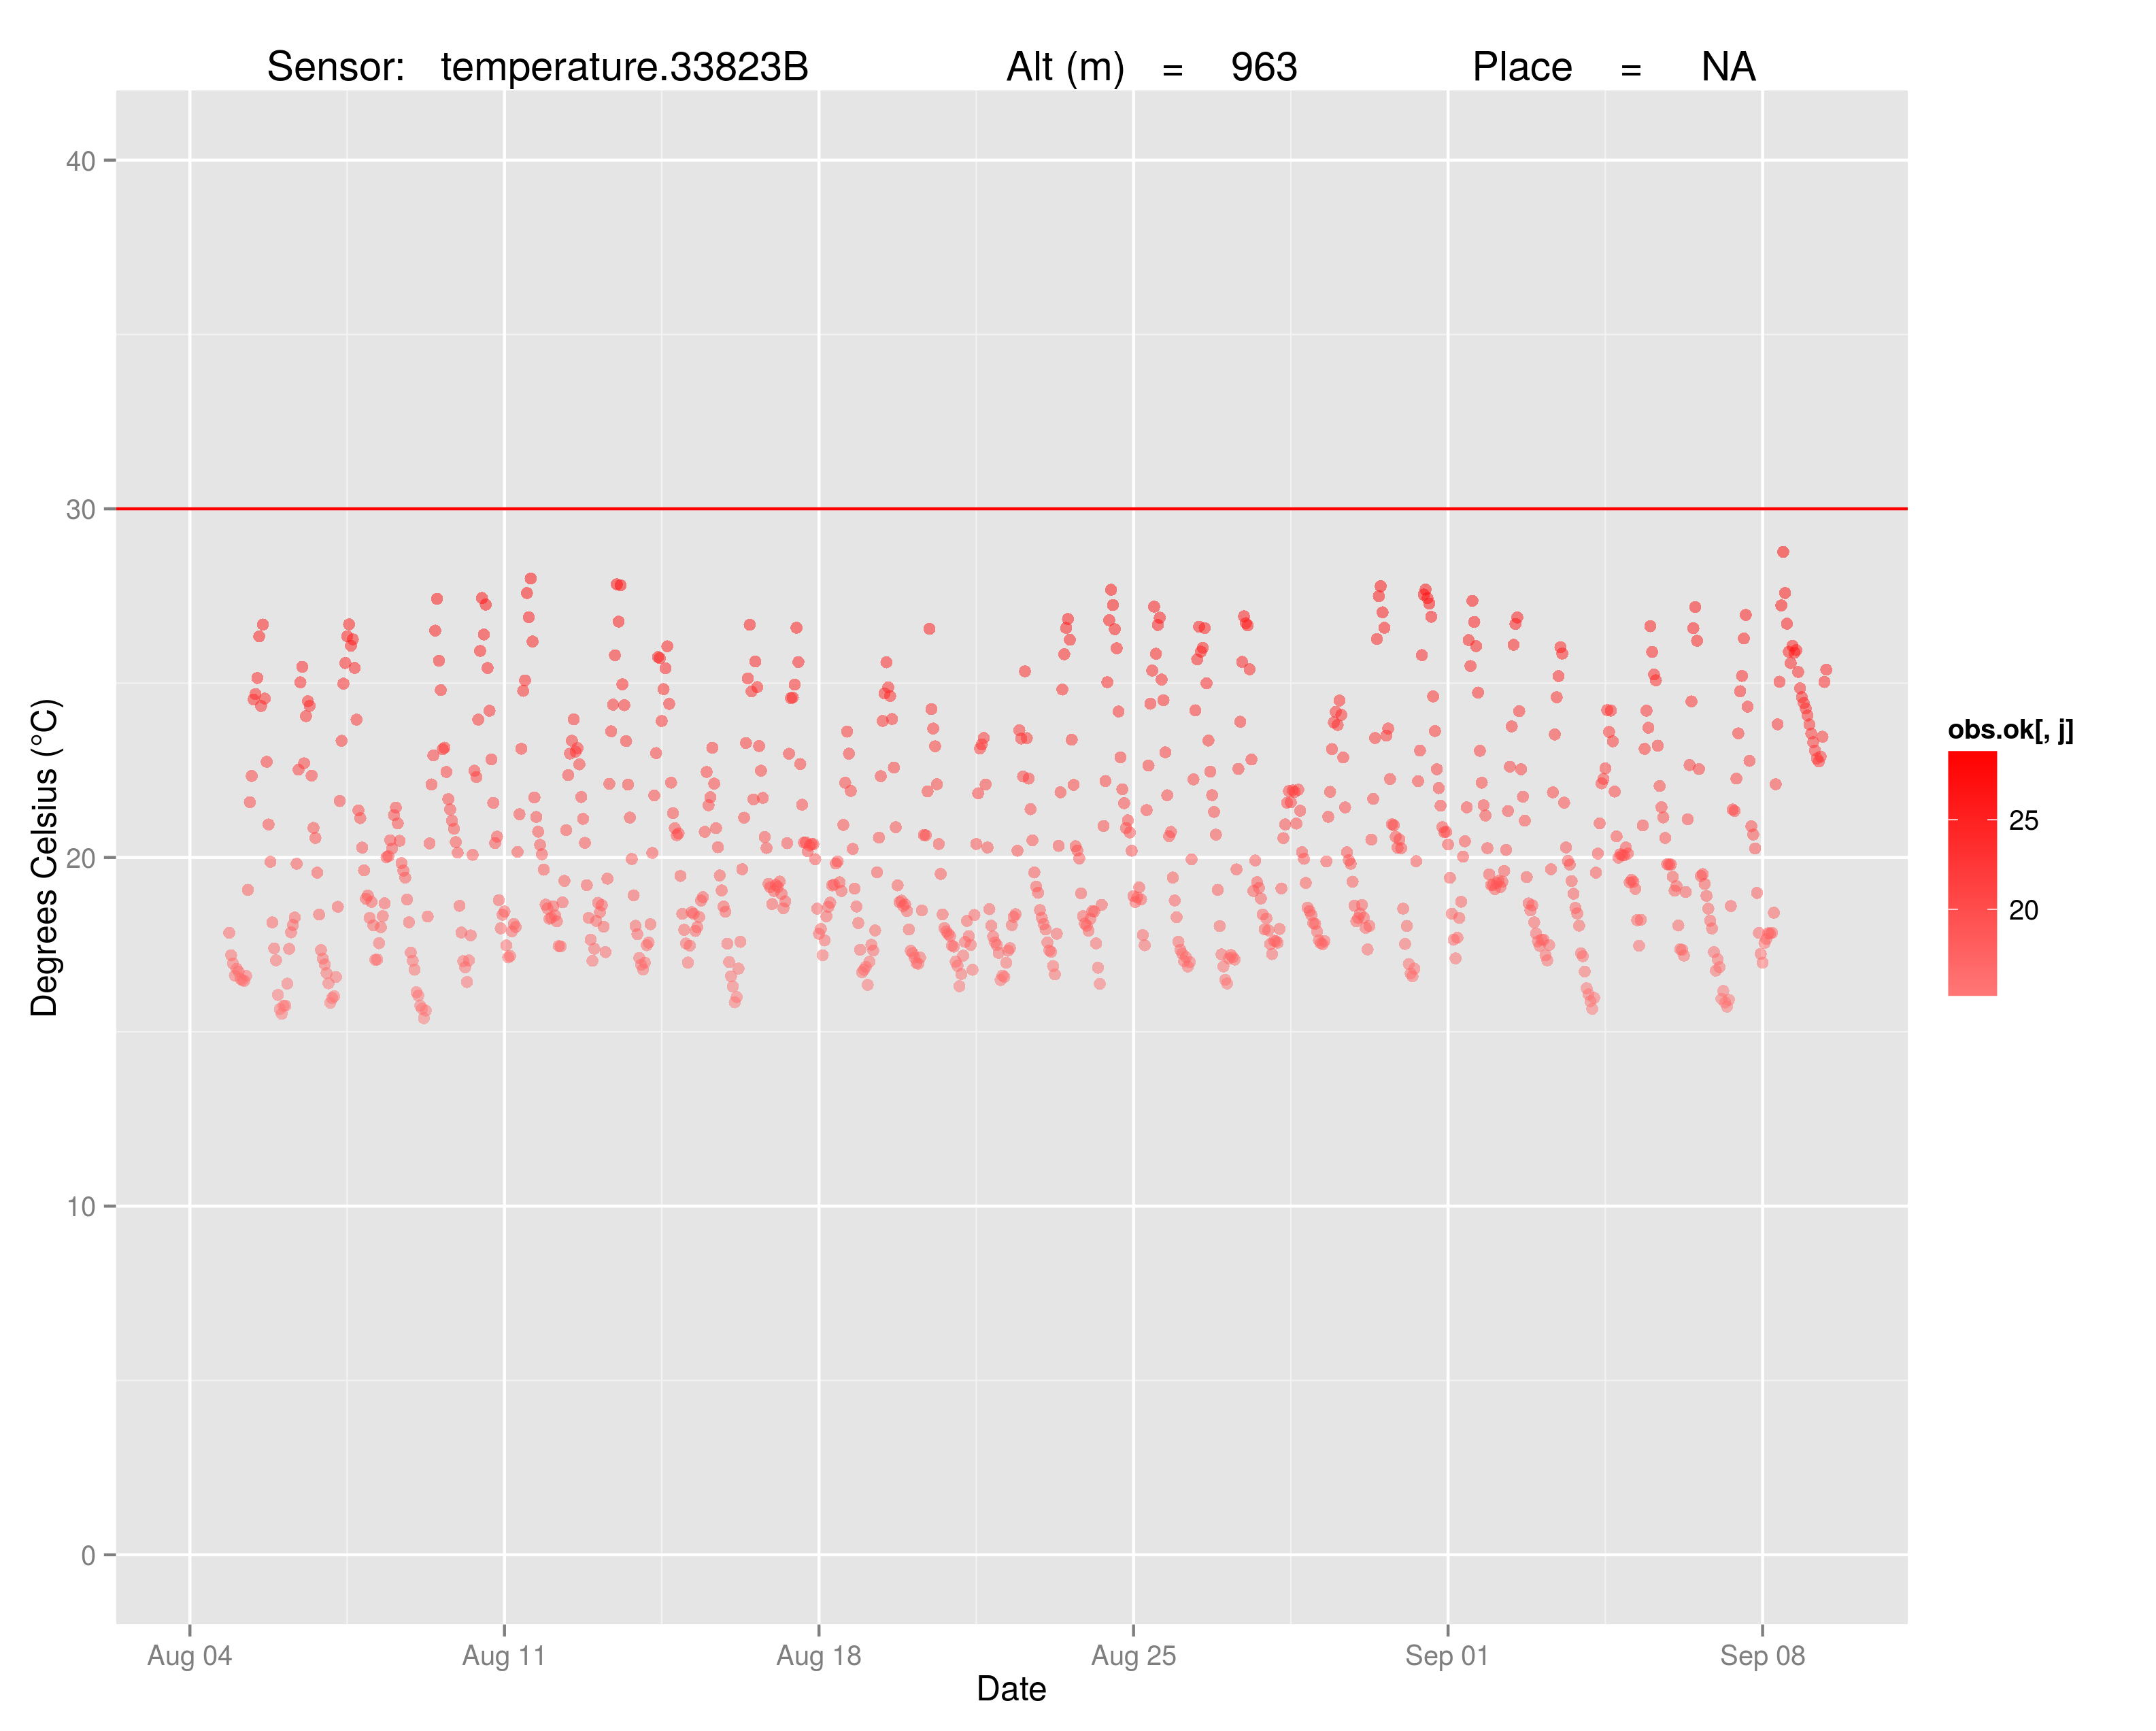 Sensor: temperature.33823B Alt (m) = 963 Place = NA
40
30
20
10
0
Degrees Celsius (°C)
Aug 04 Aug 11 Aug 18 Aug 25 Sep 01 Sep 08
Date
obs.ok[, j]
25
20